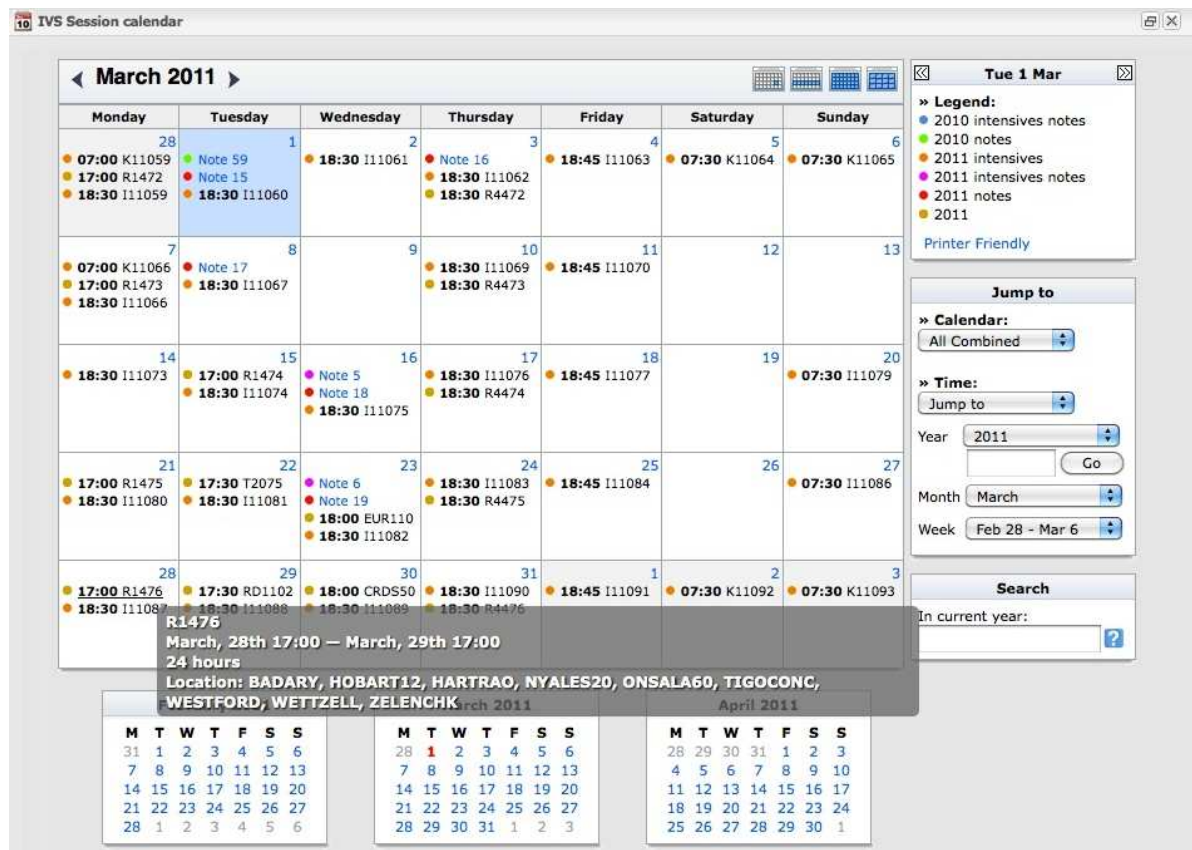 IVS Session calendar
March 2011
Monday Tuesday Wednesday Thursday Friday Saturday Sunday
28 1 2 3 4 5 6
07:00 K11059 Note 59 18:30 I11061 Note 16 18:45 I11063 07:30 K11064 07:30 K11065
17:00 R1472 Note 15 18:30 I11062
18:30 I11059 18:30 I11060 18:30 R4472
7 8 9 10 11 12 13
07:00 K11066 Note 17 18:30 I11069 18:45 I11070
17:00 R1473 18:30 I11067 18:30 R4473
18:30 I11066
14 15 16 17 18 19 20
18:30 I11073 17:00 R1474 Note 5 18:30 I11076 18:45 I11077 07:30 I11079
18:30 I11074 Note 18 18:30 R4474
18:30 I11075
21 22 23 24 25 26 27
17:00 R1475 17:30 T2075 Note 6 18:30 I11083 18:45 I11084 07:30 I11086
18:30 I11080 18:30 I11081 Note 19 18:30 R4475
18:00 EUR110
18:30 I11082
28 29 30 31 1 2 3
17:00 R1476 17:30 RD1102 18:00 CRDS50 18:30 I11090 18:45 I11091 07:30 K11092 07:30 K11093
18:30 I11087 18:30 I11088 18:30 I11089 18:30 R4476
R1476
March, 28th 17:00 — March, 29th 17:00
24 hours
Location: BADARY, HOBART12, HARTRAO, NYALES20, ONSALA60, TIGOCONC,
WESTFORD, WETTZELL, ZELENCHK
Tue 1 Mar
» Legend:
2010 intensives notes
2010 notes
2011 intensives
2011 intensives notes
2011 notes
2011
Printer Friendly
Jump to
» Calendar:
All Combined
» Time:
Jump to
Year 2011
Go
Month March
Week Feb 28 - Mar 6
Search
In current year:
?
M T W T F S S
31 1 2 3 4 5 6
7 8 9 10 11 12 13
14 15 16 17 18 19 20
21 22 23 24 25 26 27
28 1 2 3 4 5 6
March 2011
M T W T F S S
28 1 2 3 4 5 6
7 8 9 10 11 12 13
14 15 16 17 18 19 20
21 22 23 24 25 26 27
28 29 30 31 1 2 3
April 2011
M T W T F S S
28 29 30 31 1 2 3
4 5 6 7 8 9 10
11 12 13 14 15 16 17
18 19 20 21 22 23 24
25 26 27 28 29 30 1